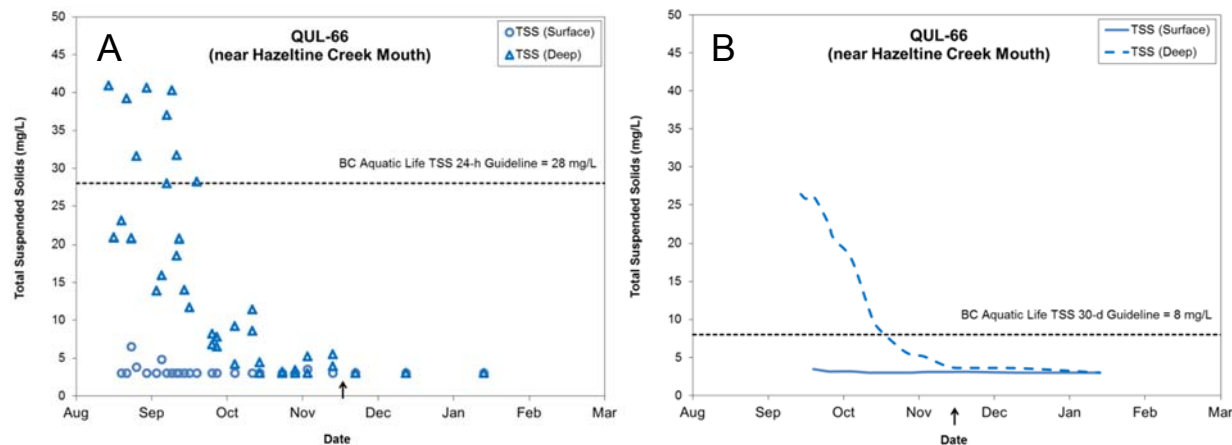 A
QUL-66
(near Hazeltine Creek Mouth)
TSS (Surface)
TSS (Deep)
BC Aquatic Life TSS 24-h Guideline = 28 mg/L
Total Suspended Solids (mg/L)
50
45
40
35
30
25
20
15
10
5
0
Aug Sep Oct Nov Dec Jan Feb Mar
Date
B
QUL-66
(near Hazeltine Creek Mouth)
TSS (Surface)
TSS (Deep)
BC Aquatic Life TSS 30-d Guideline = 8 mg/L
Total Suspended Solids (mg/L)
50
45
40
35
30
25
20
15
10
5
0
Aug Sep Oct Nov Dec Jan Feb Mar
Date